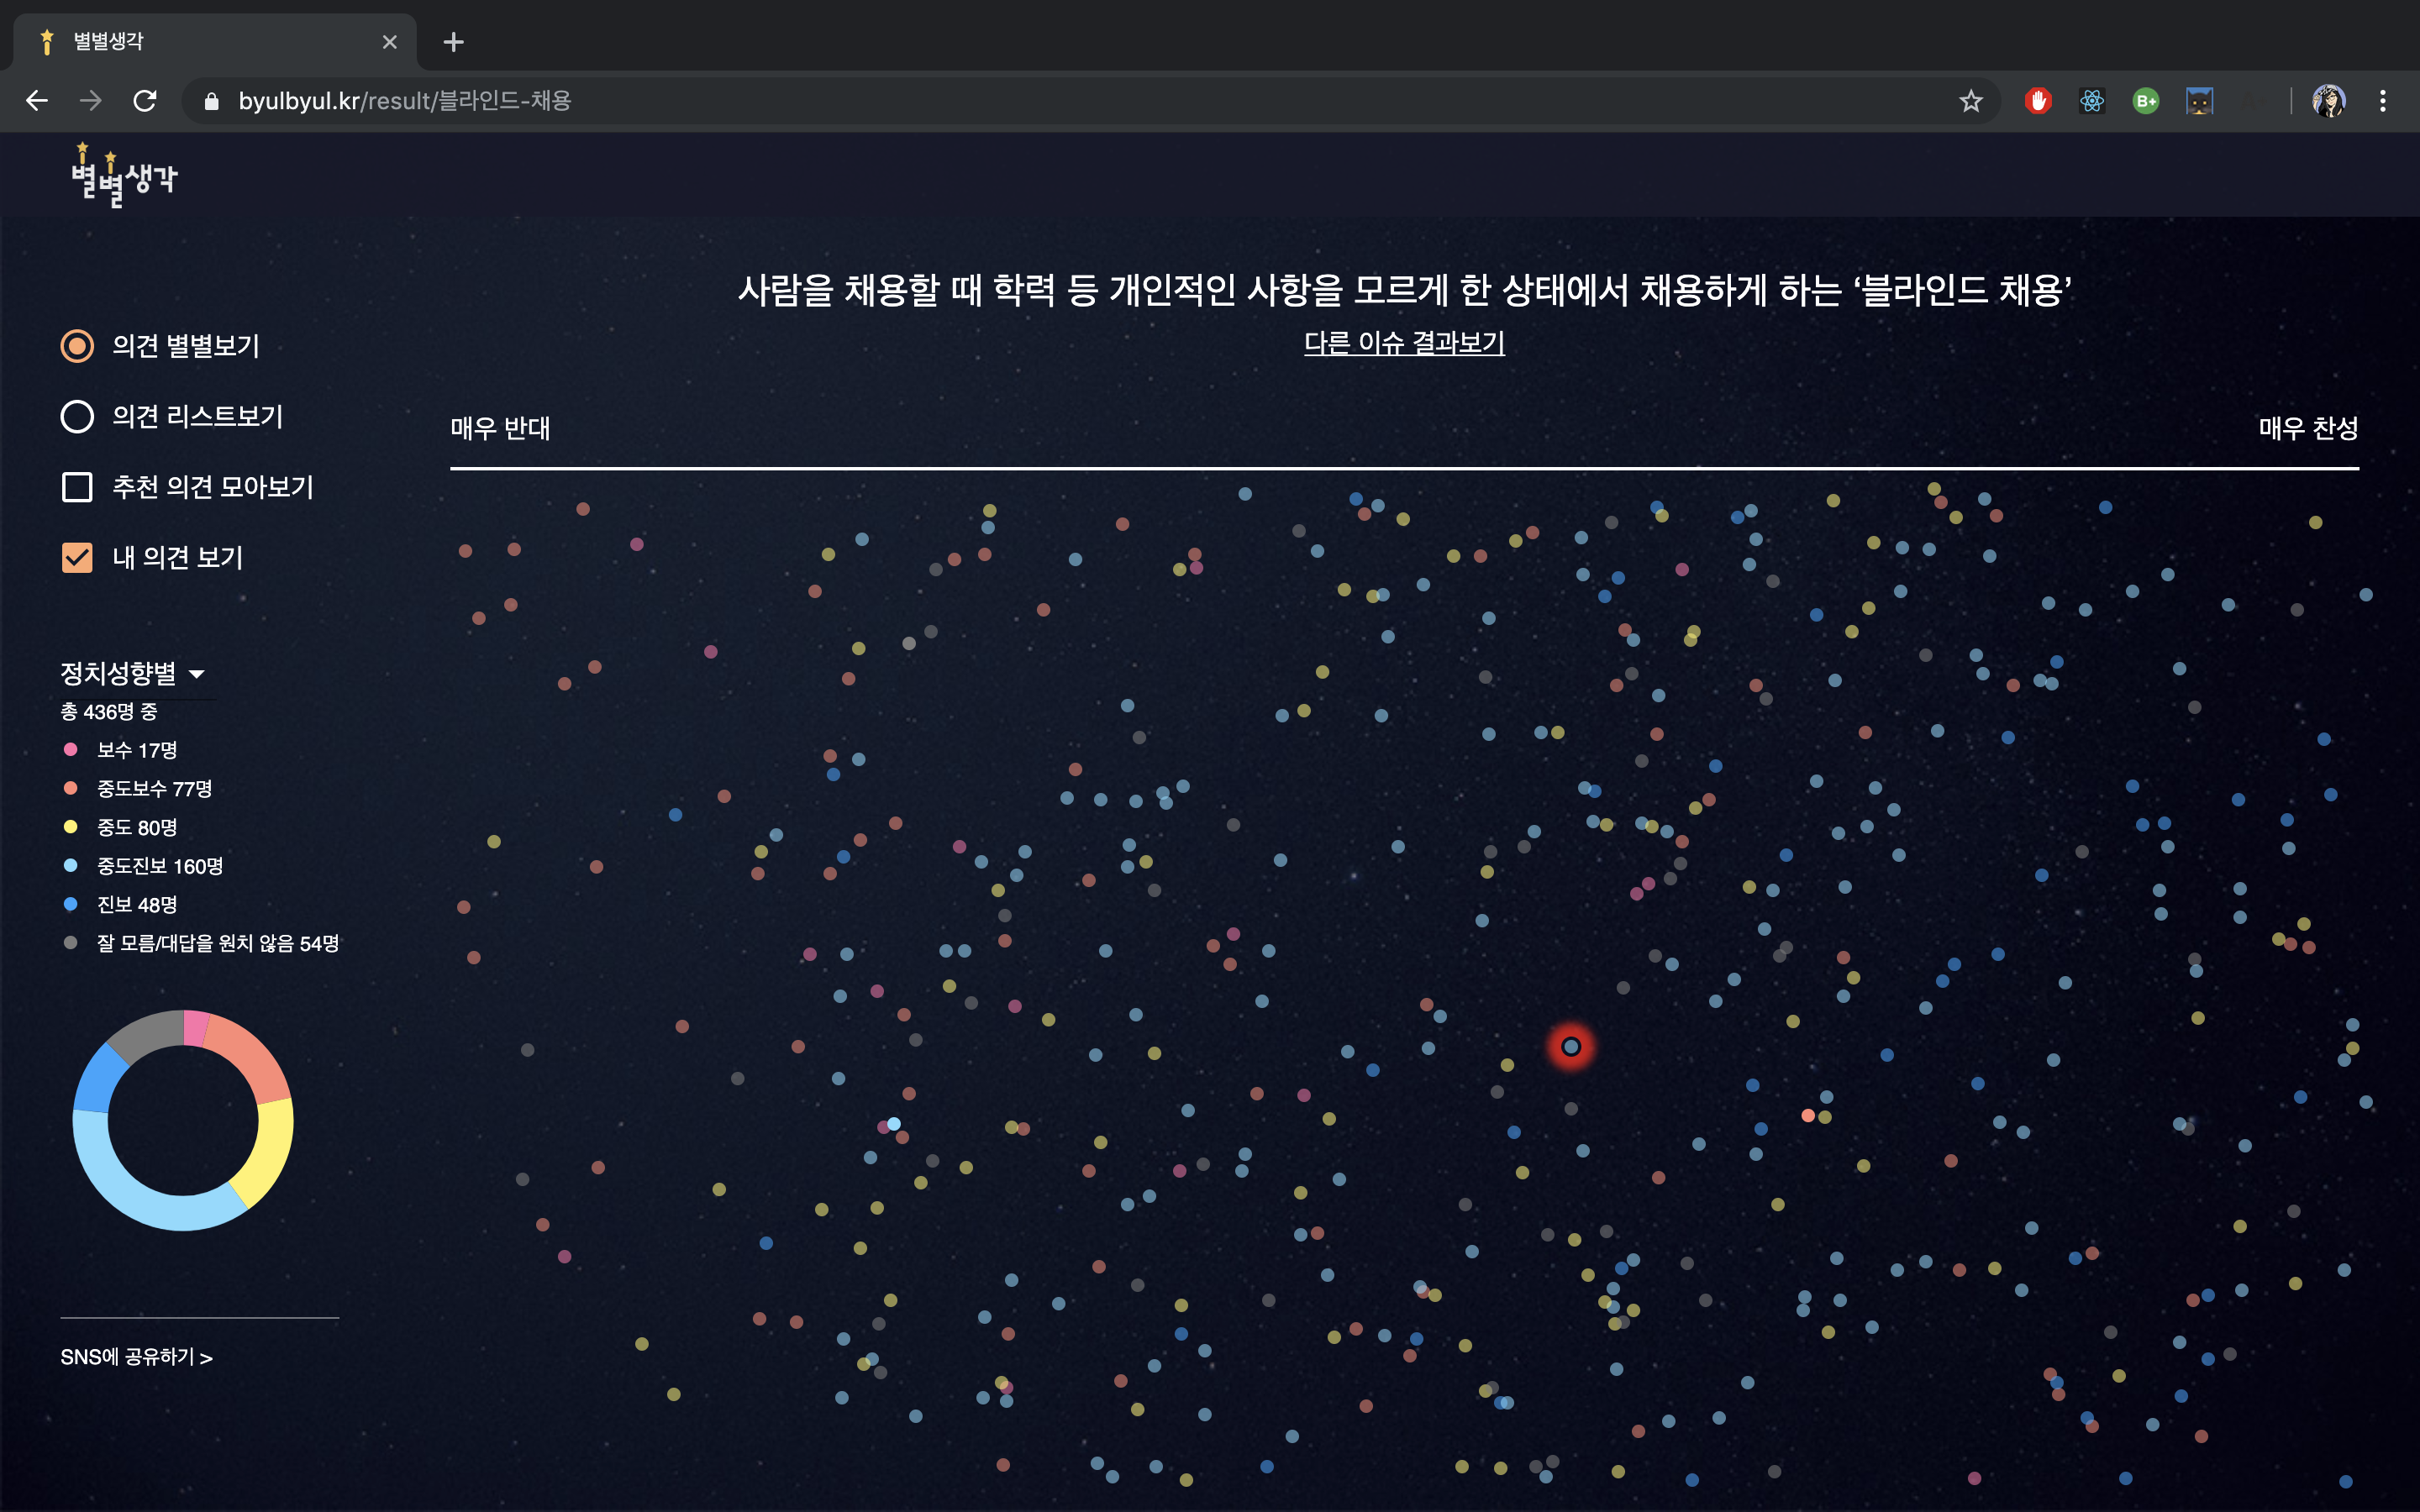 별별생각
byulbyul.kr/result/블라인드-채용
B+
별별생각
사람을 채용할 때 학력 등 개인적인 사항을 모르게 한 상태에서 채용하게 하는 ‘블라인드 채용’
다른 이슈 결과보기
의견 별별보기
의견 리스트보기
추천 의견 모아보기
내 의견 보기
매우 반대
매우 찬성
정치성향별
총 436명 중
보수 17명
중도보수 77명
중도 80명
중도진보 160명
진보 48명
잘 모름/대답을 원치 않음 54명
SNS에 공유하기 >